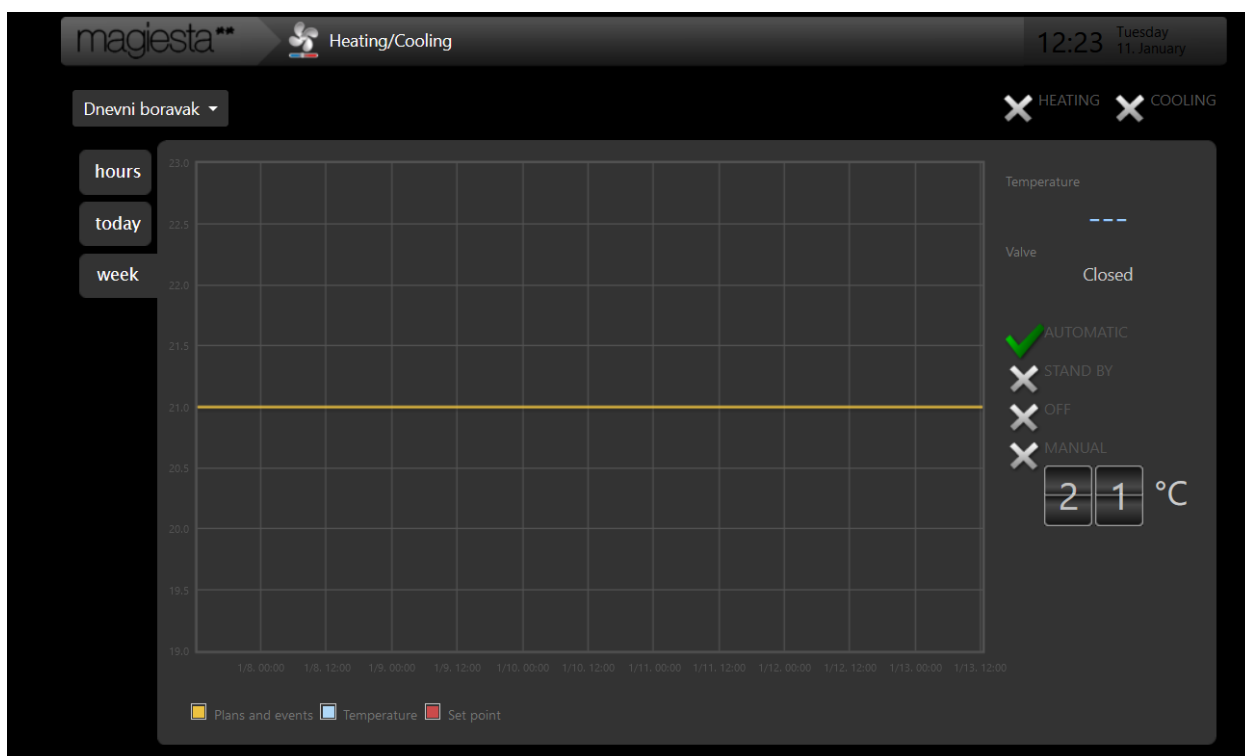 magiesta**
Heating/Cooling
12:23
Tuesday
11. January
Dnevni boravak
HEATING
COOLING
hours
today
week
23.0
22.5
22.0
21.5
21.0
20.5
20.0
19.5
19.0
1/8. 00:00 1/8. 12:00 1/9. 00:00 1/9. 12:00 1/10. 00:00 1/10. 12:00 1/11. 00:00 1/11. 12:00 1/12. 00:00 1/12. 12:00 1/13. 00:00 1/13. 12:00
Plans and events Temperature Set point
Temperature
---
Valve
Closed
AUTOMATIC
STAND BY
OFF
MANUAL
21 °C